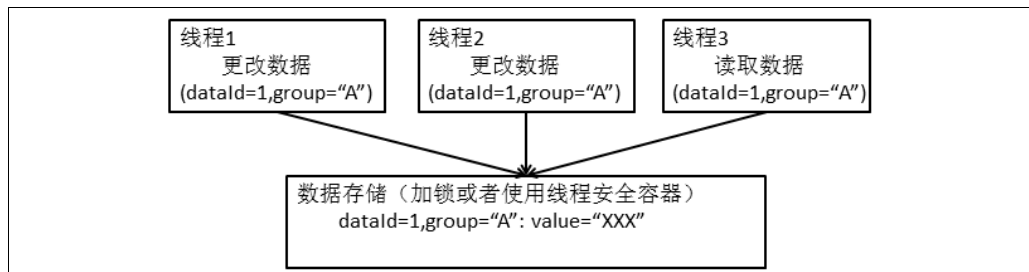 线程1
更改数据
(dataId=1,group=“A”)
线程2
更改数据
(dataId=1,group=“A”)
线程3
读取数据
(dataId=1,group=“A”)
数据存储（加锁或者使用线程安全容器）
dataId=1,group=“A”: value=“XXX”